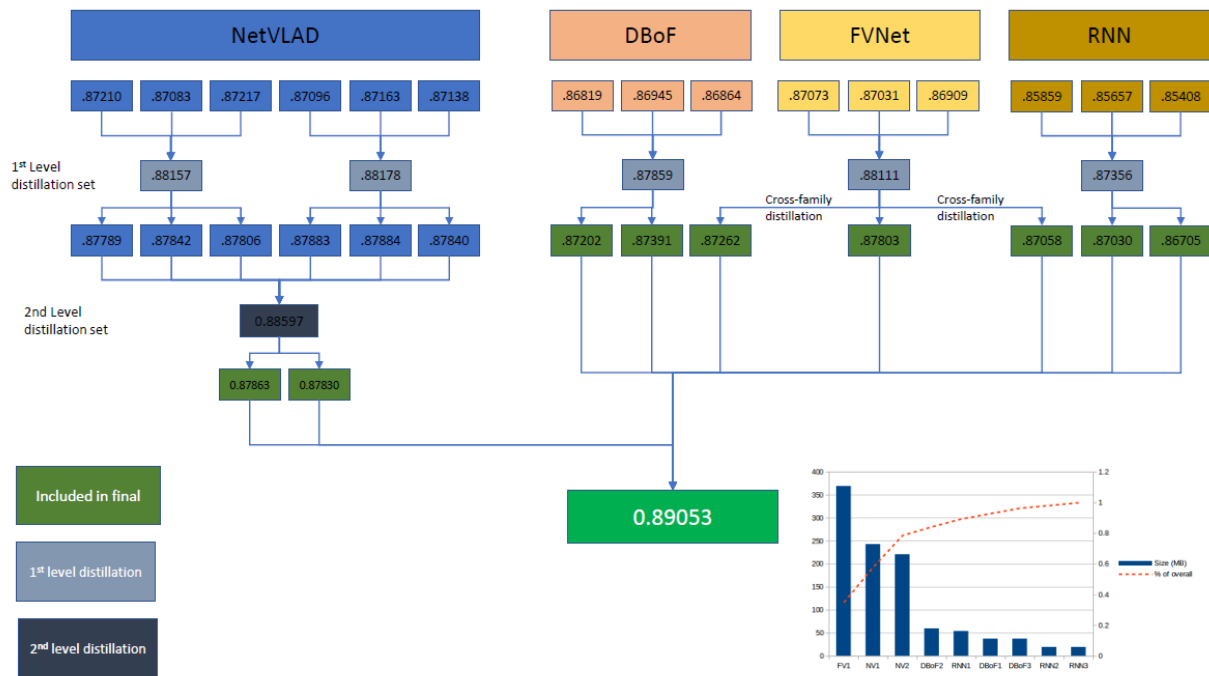 NetVLAD DBoF FVNet RNN
.87210 .87083 .87217 .87096 .87163 .87138 .86819 .86945 .86864 .87073 .87031 .86909 .85859 .85657 .85408
1st Level
distillation set
.88157 .88178 .87859 .88111 .87356
Cross-family
distillation
Cross-family
distillation
.87789 .87842 .87806 .87883 .87884 .87840 .87202 .87391 .87262 .87803 .87058 .87030 .86705
2nd Level
distillation set
0.88597
0.87863 0.87830
Included in final
1st level distillation
2nd level distillation
0.89053
400 1.2
350
300 1
250 0.8
200 0.6
150
100 0.4
50 0.2
0 0
FV1 NV1 NV2 DBoF2 RNN1 DBoF1 DBoF3 RNN2 RNN3
Size (MB)
% of overall